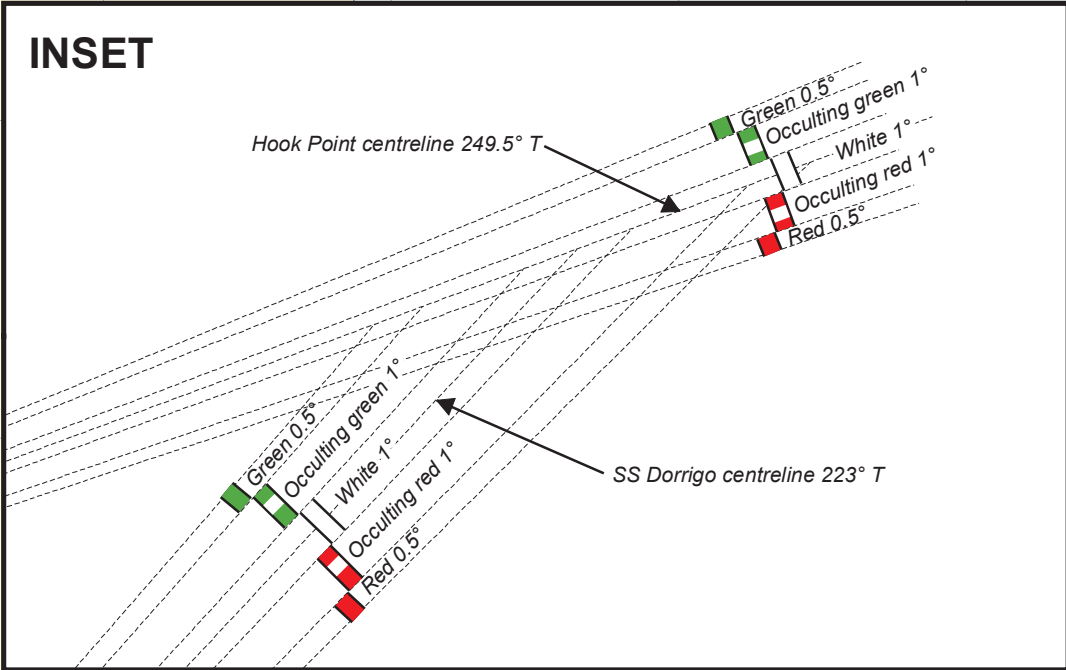 INSET
Green 0.5°
Occulting green 1°
White 1°
Occulting red 1°
Red 0.5°
Hook Point centreline 249.5° T
Green 0.5°
Occulting green 1°
White 1°
Occulting red 1°
Red 0.5°
SS Dorrigo centreline 223° T